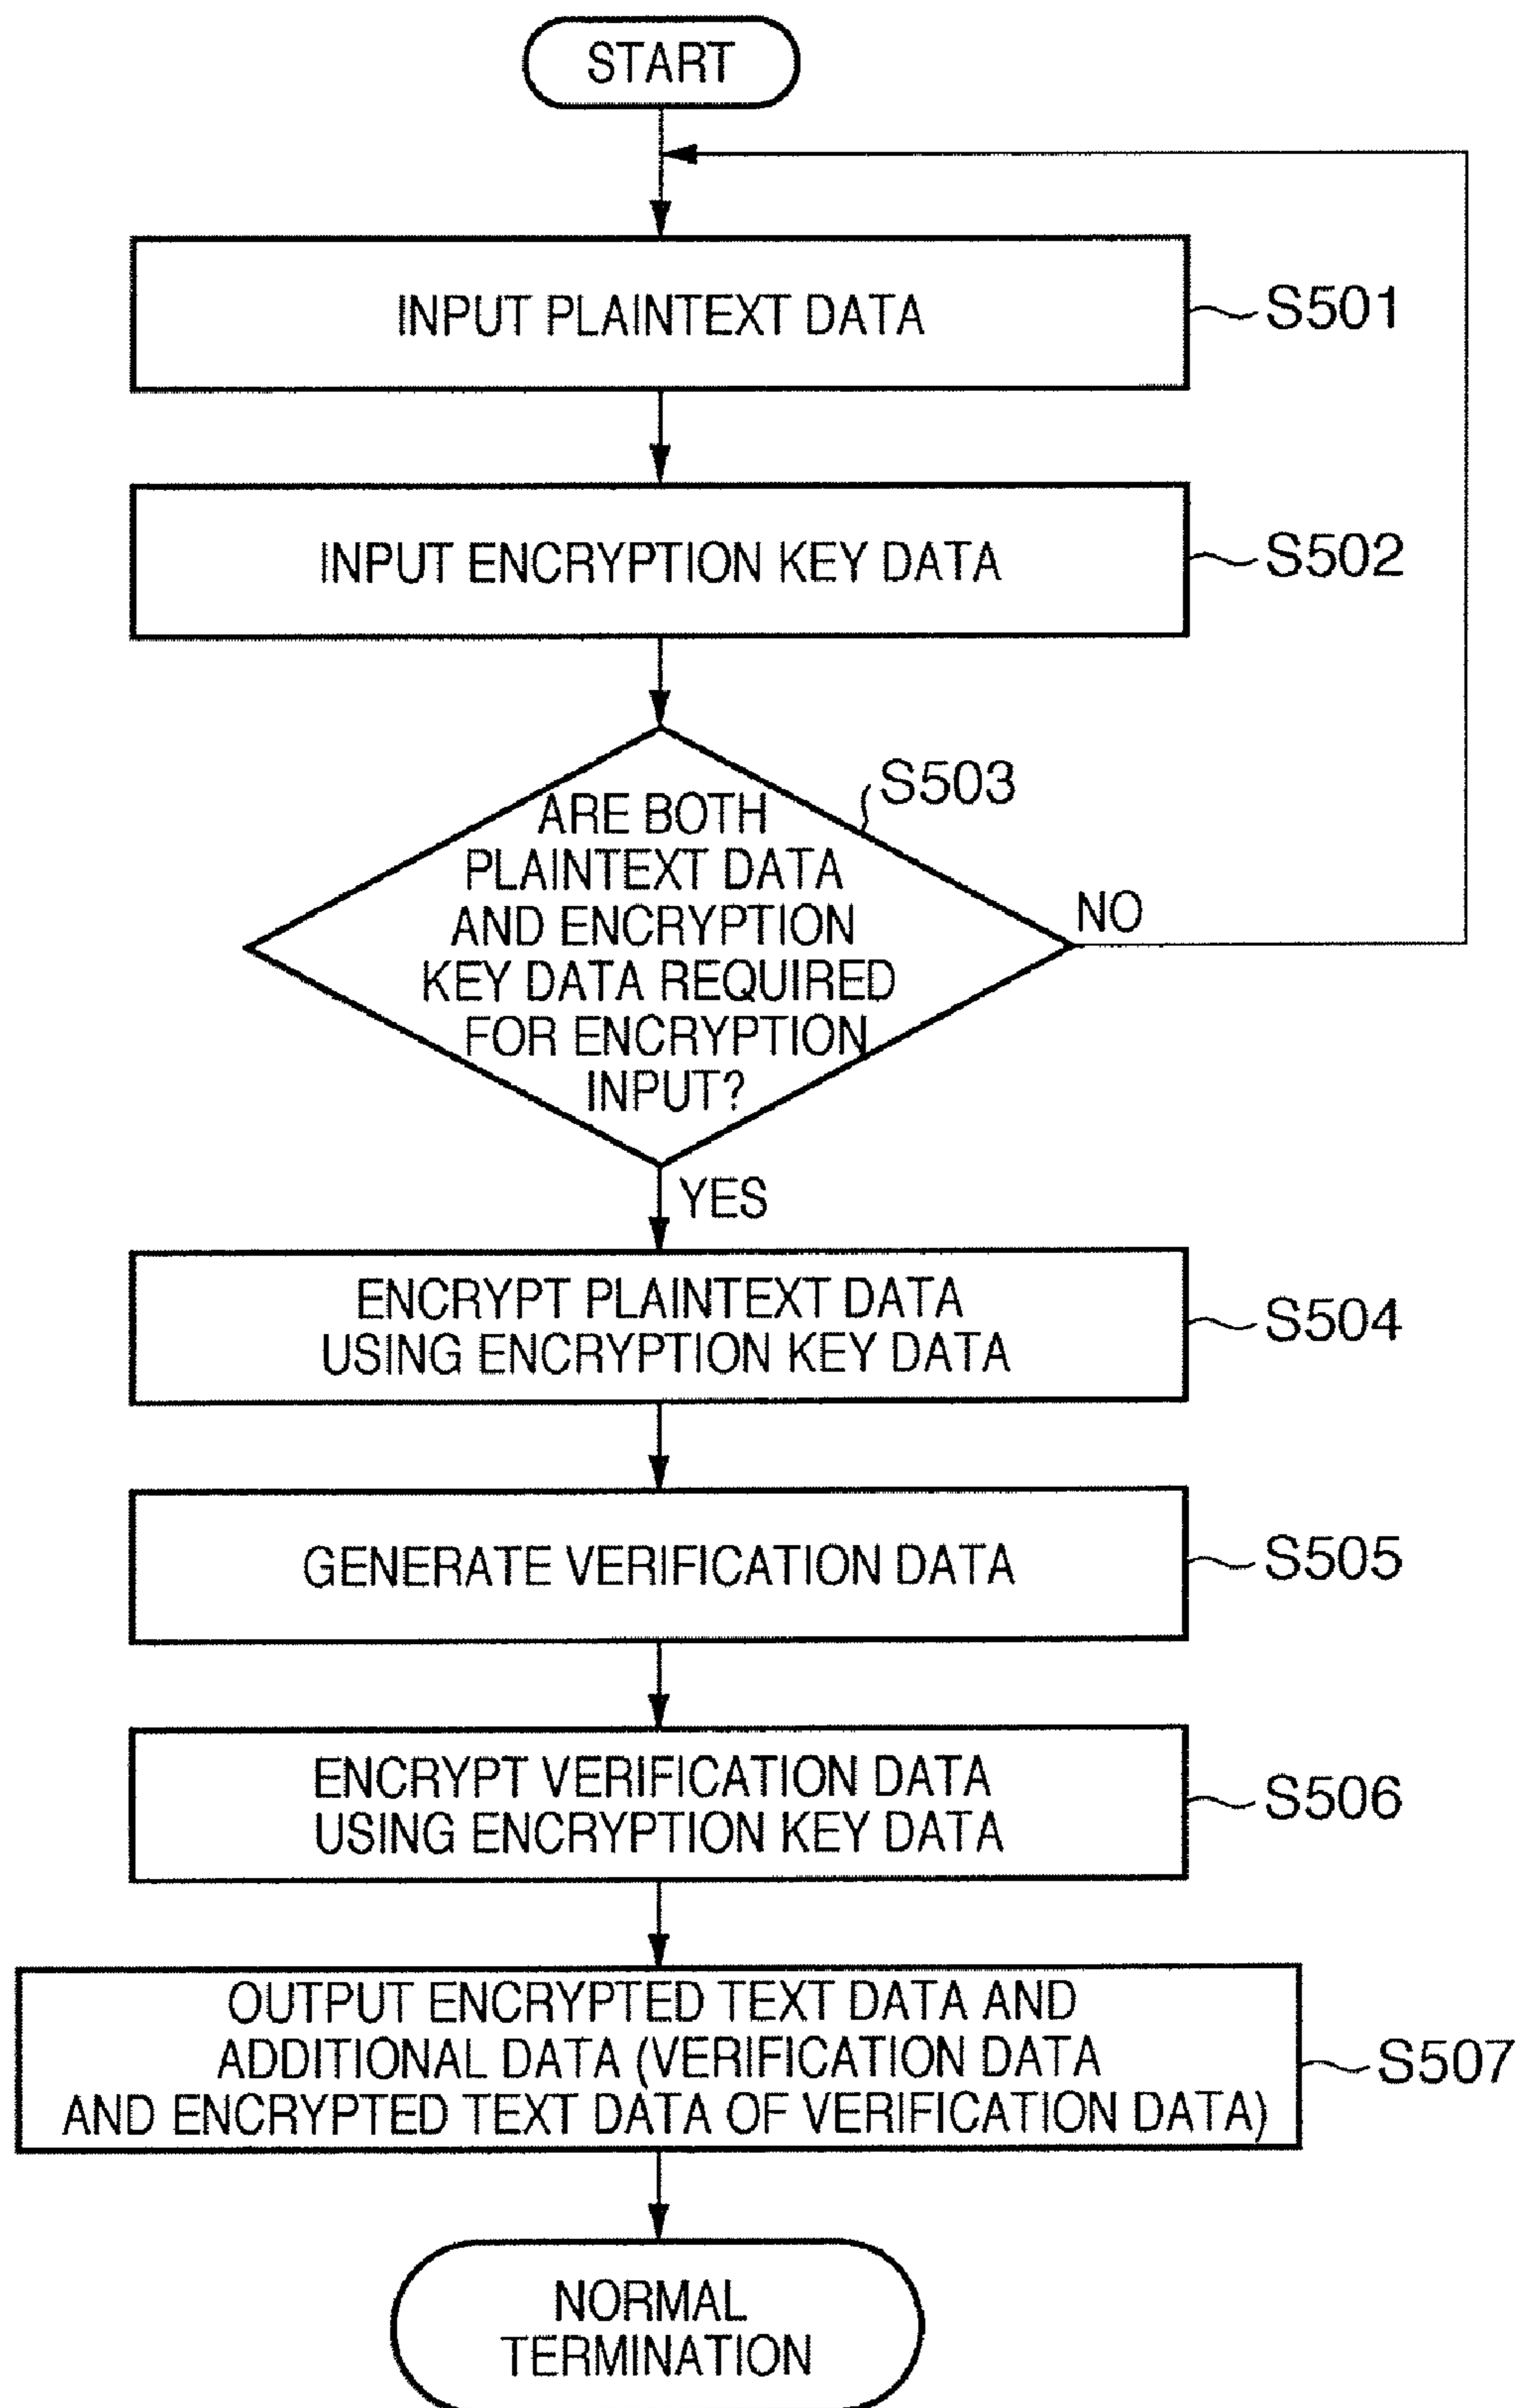 START
INPUT PLAINTEXT DATA
S501
INPUT ENCRYPTION KEY DATA
S502
S503
ARE BOTH
PLAINTEXT DATA
AND ENCRYPTION
KEY DATA REQUIRED
FOR ENCRYPTION
INPUT?
NO
YES
ENCRYPT PLAINTEXT DATA
USING ENCRYPTION KEY DATA
S504
GENERATE VERIFICATION DATA
S505
ENCRYPT VERIFICATION DATA
USING ENCRYPTION KEY DATA
S506
OUTPUT ENCRYPTED TEXT DATA AND
ADDITIONAL DATA (VERIFICATION DATA
AND ENCRYPTED TEXT DATA OF VERIFICATION DATA)
S507
NORMAL
TERMINATION